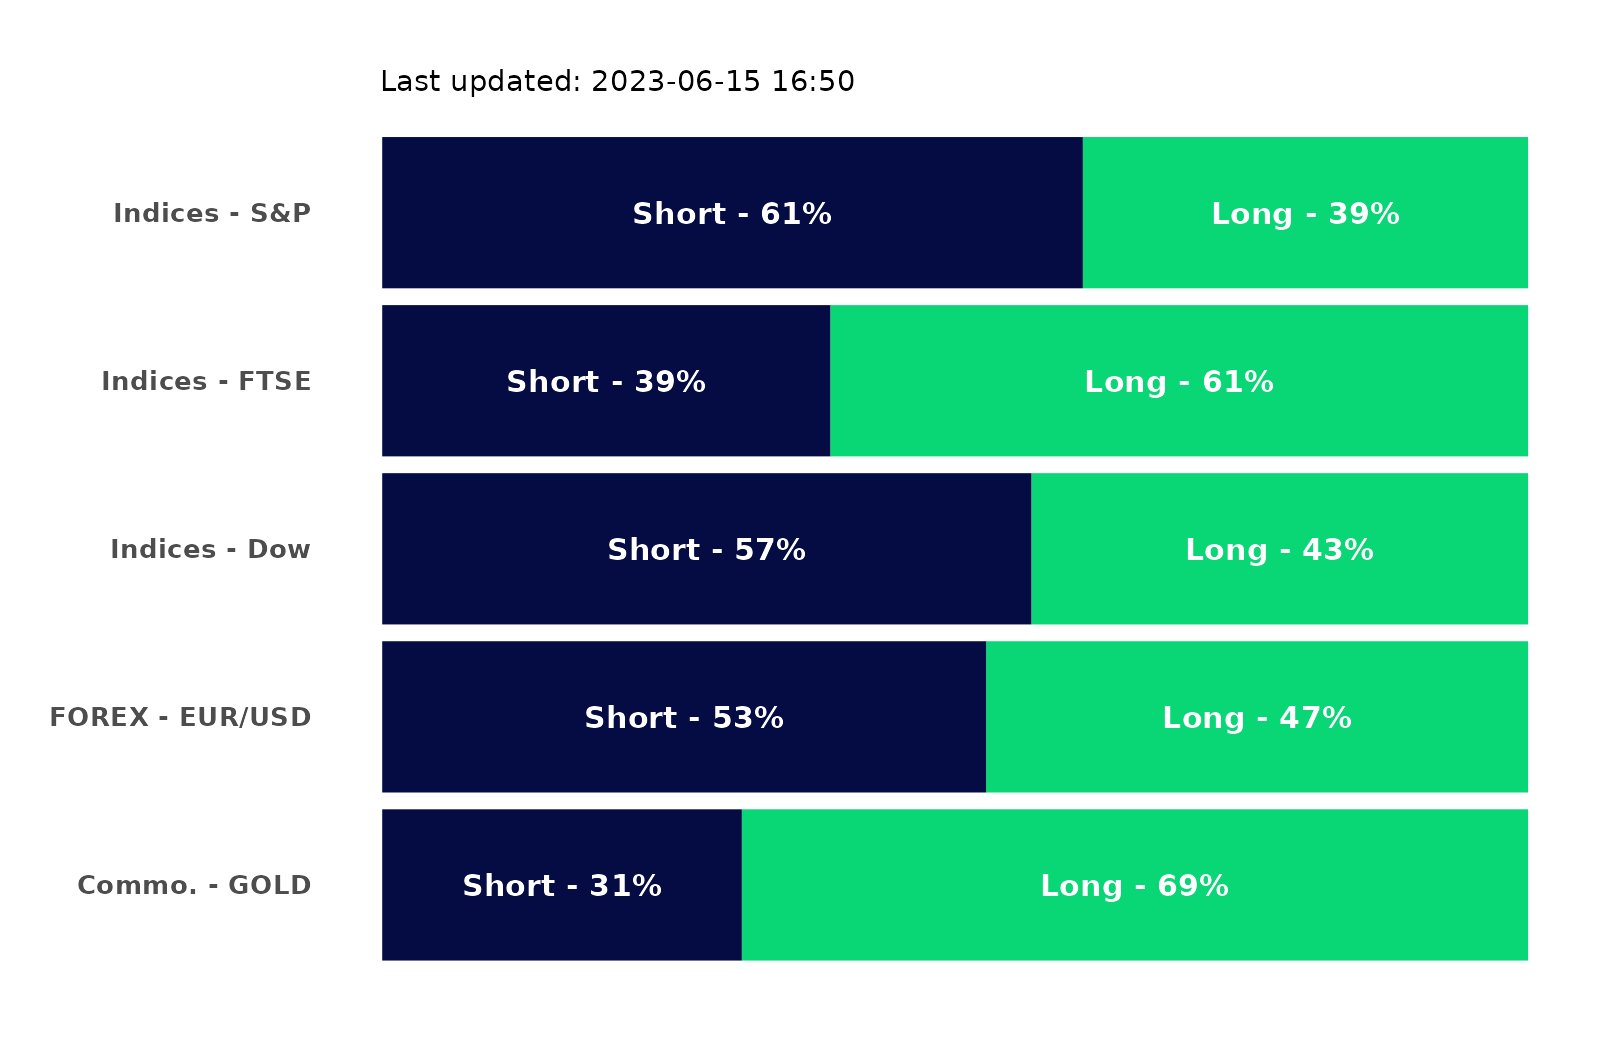 Last updated: 2023-06-15 16:50
Indices - S&P Short - 61% Long - 39%
Indices - FTSE Short - 39% Long - 61%
Indices - Dow Short - 57% Long - 43%
FOREX - EUR/USD Short - 53% Long - 47%
Commo. - GOLD Short - 31% Long - 69%